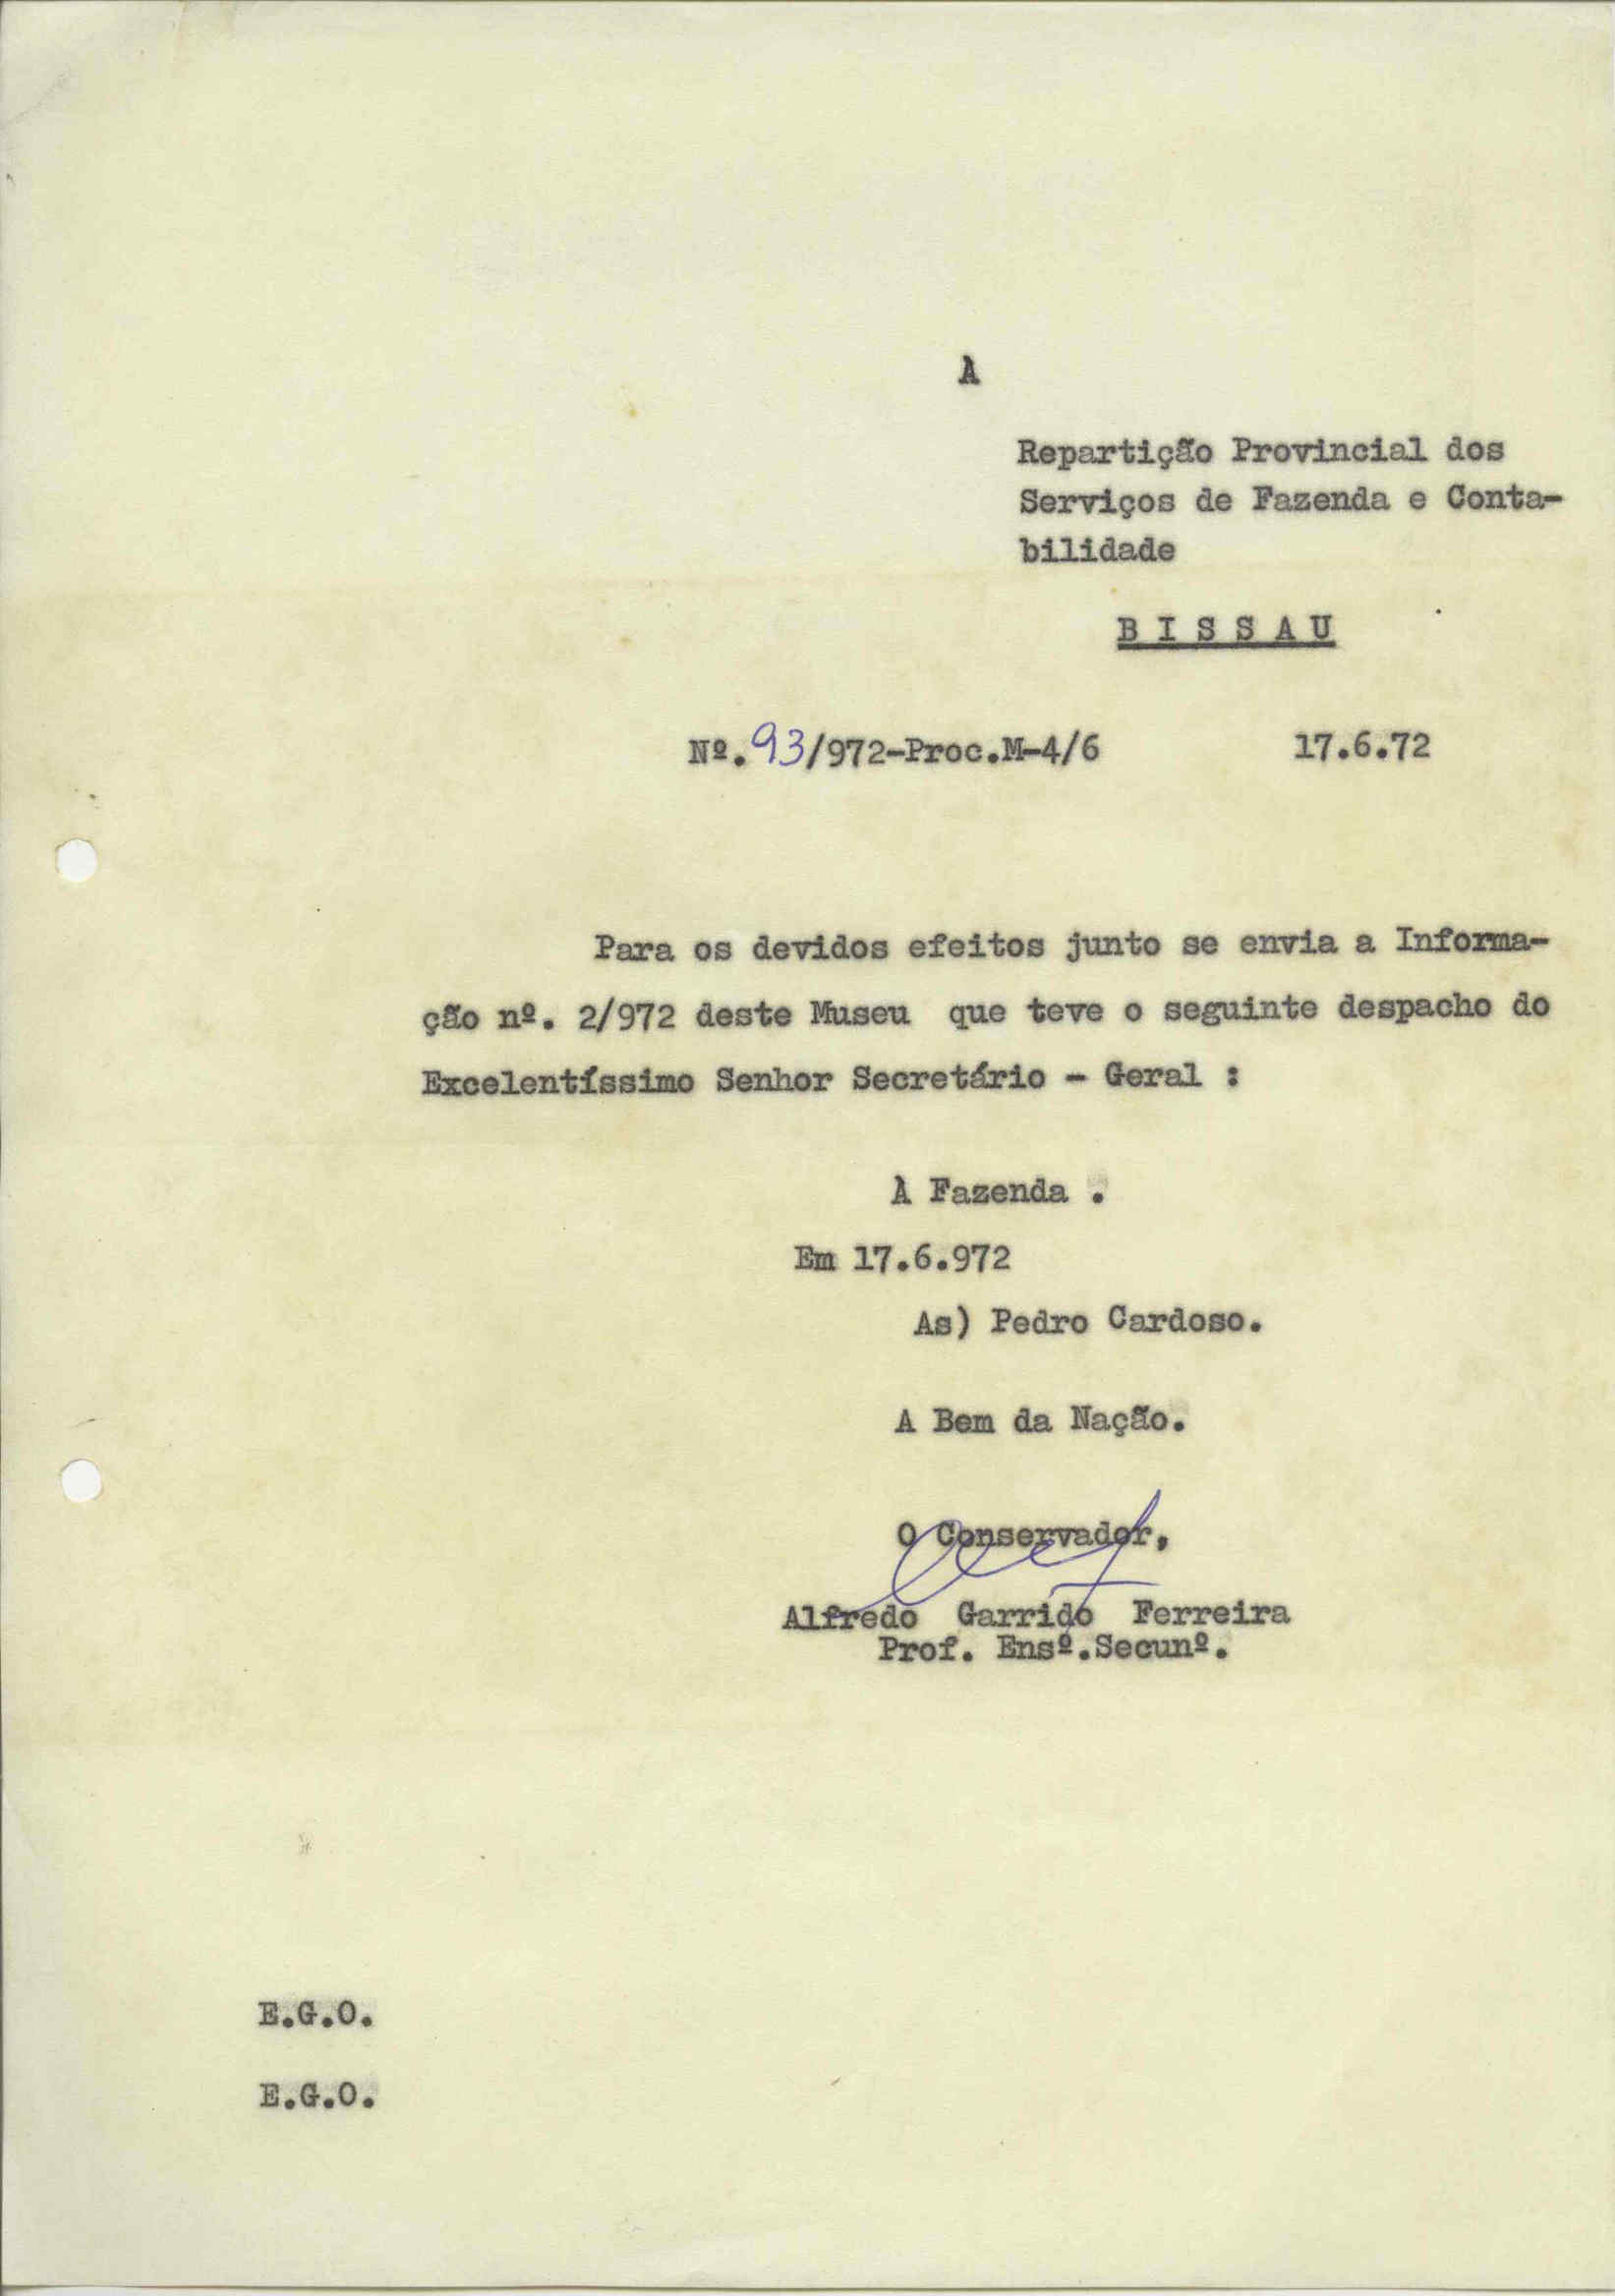 À
Repartição Provincial dos
Serviços de Fazenda e Conta-
bilidade
B I S S A U
Nº.93/972-Proc.M-4/6 17.6.72
Para os devidos efeitos junto se envia a Informa-
ção nº. 2/972 deste Museu que teve o seguinte despacho do
Excelentíssimo Senhor Secretário - Geral :
À Fazenda .
Em 17.6.972
As) Pedro Cardoso.
A Bem da Nação.
O Conservador,
Alfredo Garrido Ferreira
Prof. Ensº.Secunº.
E.G.O.
E.G.O.